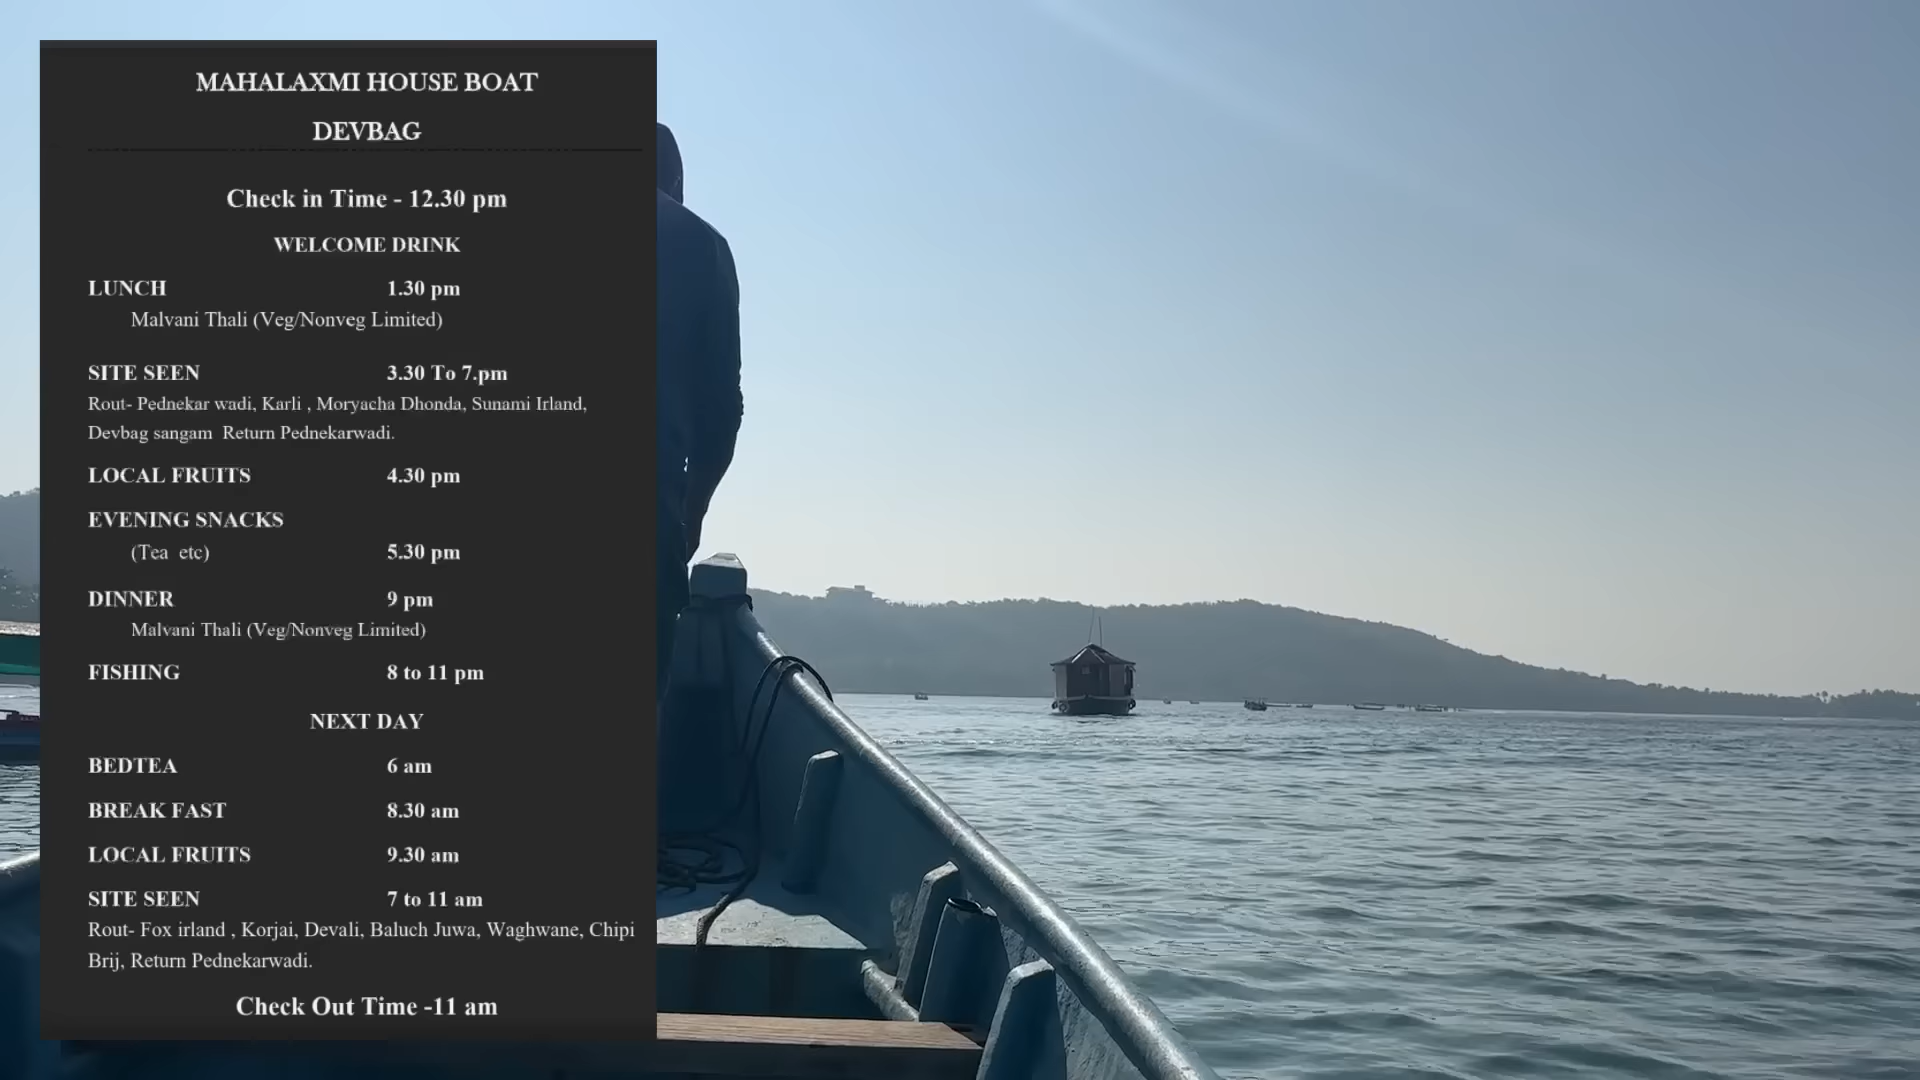 MAHALAXMI HOUSE BOAT
DEVBAG
Check in Time - 12.30 pm
WELCOME DRINK
LUNCH 1.30 pm
Malvani Thali (Veg/Nonveg Limited)
SITE SEEN 3.30 To 7.pm
Rout- Pednekar wadi, Karli , Moryacha Dhonda, Sunami Irland,
Devbag sangam Return Pednekarwadi.
LOCAL FRUITS 4.30 pm
EVENING SNACKS
(Tea etc) 5.30 pm
DINNER 9 pm
Malvani Thali (Veg/Nonveg Limited)
FISHING 8 to 11 pm
NEXT DAY
BEDTEA 6 am
BREAK FAST 8.30 am
LOCAL FRUITS 9.30 am
SITE SEEN 7 to 11 am
Rout- Fox irland , Korjai, Devali, Baluch Juwa, Waghwane, Chipi
Brij, Return Pednekarwadi.
Check Out Time -11 am